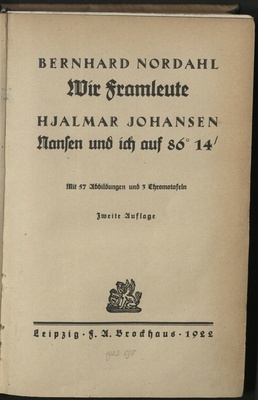 BERNHARD NORDAHL
Wir Framleute
HJALMAR JOHANSEN
Nansen und ich auf 86° 14′
Mit 57 Abbildungen und 3 Chromotafeln
Zweite Auflage
Leipzig · F. A. Brockhaus · 1922